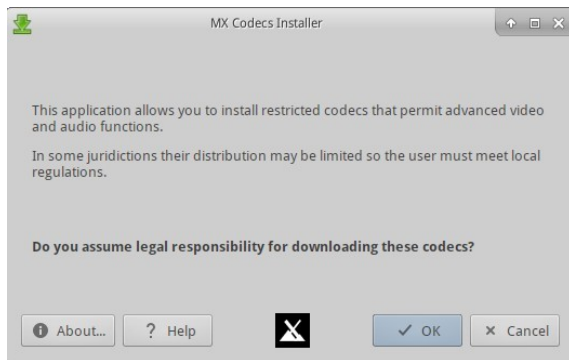 MX Codecs Installer
This application allows you to install restricted codecs that permit advanced video
and audio functions.
In some juridictions their distribution may be limited so the user must meet local
regulations.
Do you assume legal responsibility for downloading these codecs?
About...
? Help
OK
Cancel